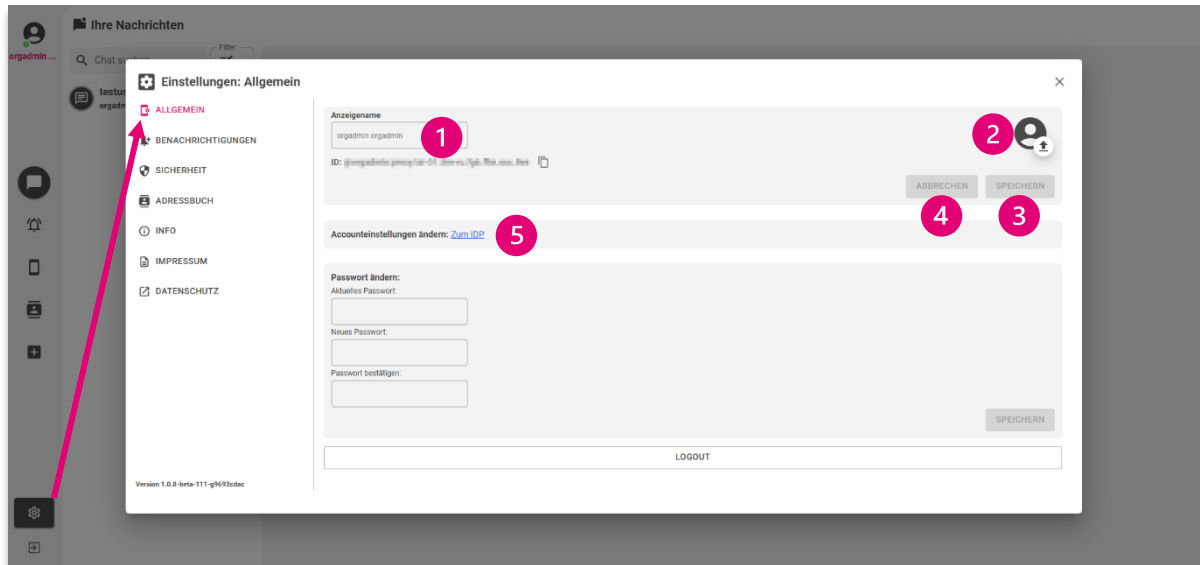 Ihre Nachrichten
orgadmin ...
Filter
Chat su
testus
orgadm
Einstellungen: Allgemein
ALLGEMEIN
BENACHRICHTIGUNGEN
SICHERHEIT
ADRESSBUCH
INFO
IMPRESSUM
DATENSCHUTZ
Version 1.0.8-beta-111-g9692cdac
Anzeigename
orgadmin orgadmin
1
2
ID:
ABBRECHEN
SPEICHERN
4
3
Accounteinstellungen ändern: Zum IDP
5
Passwort ändern:
Aktuelles Passwort:
Neues Passwort:
Passwort bestätigen:
SPEICHERN
LOGOUT